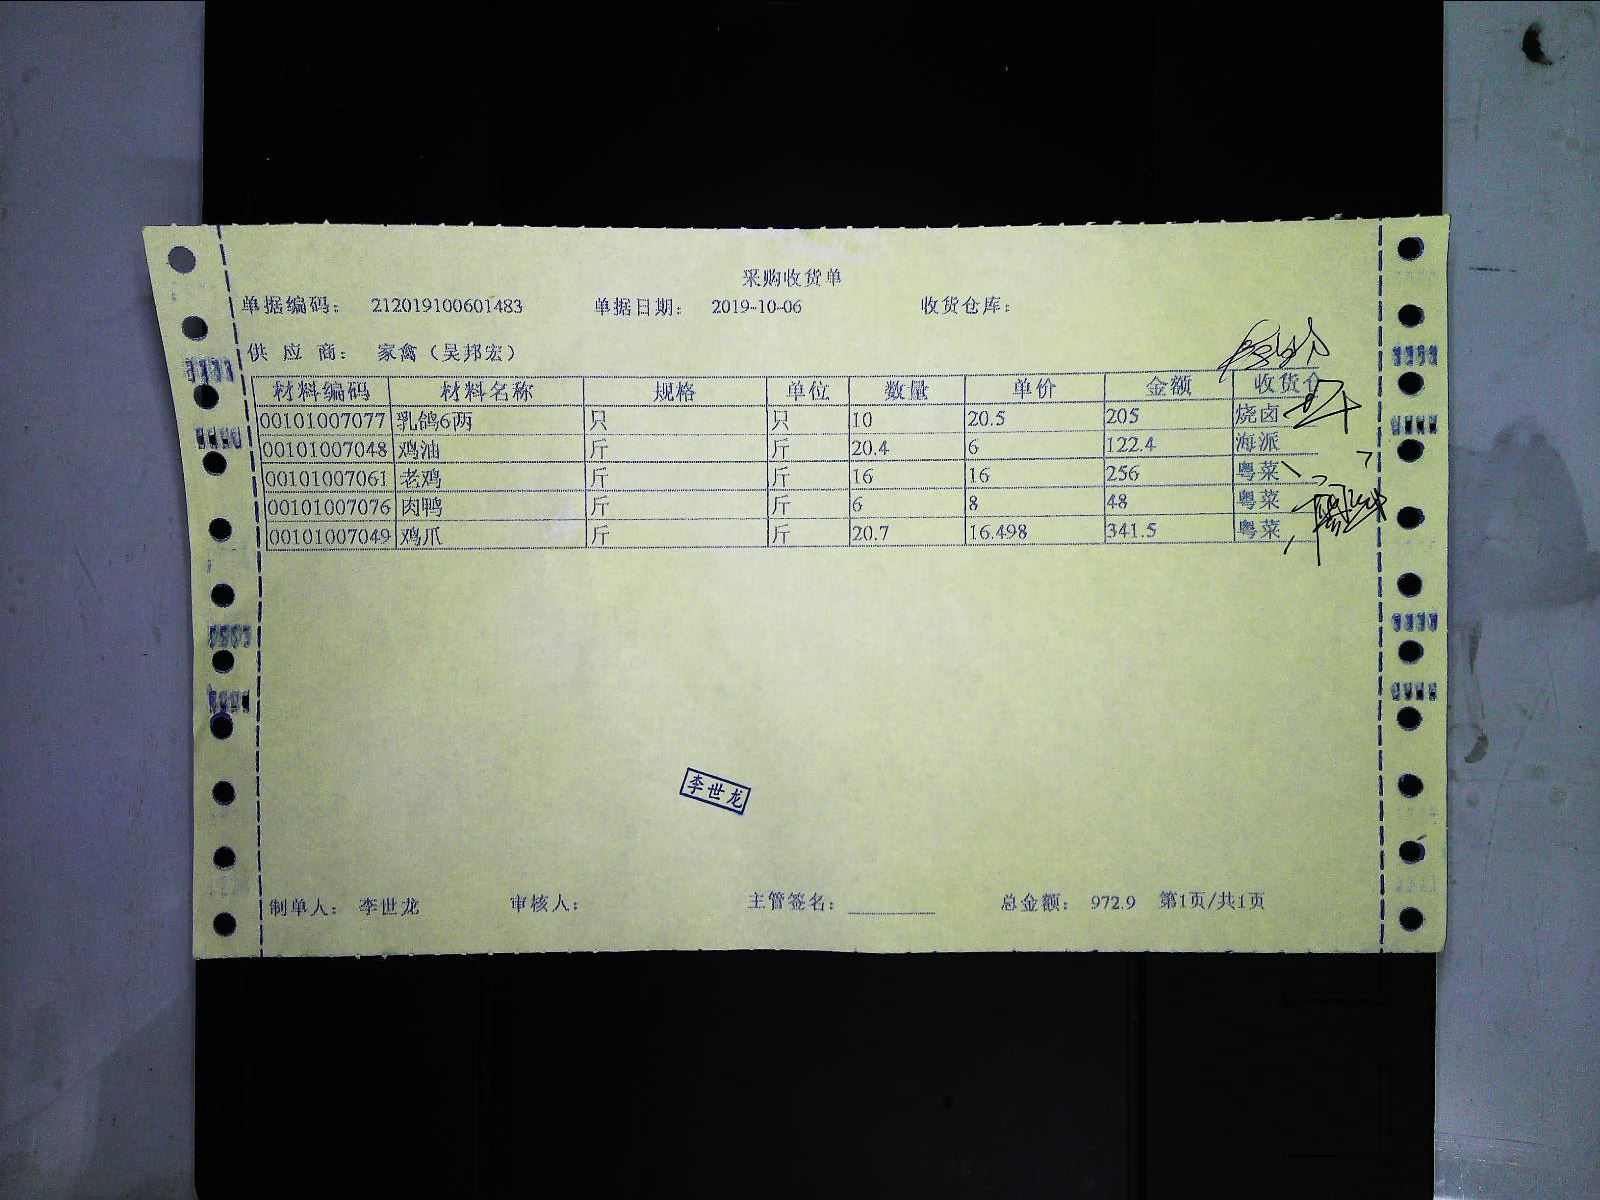 采购收货单
单据编码： 212019100601483 单据日期： 2019-10-06 收货仓库：
供 应 商： 家禽（吴邦宏）
材料编码 材料名称 规格 单位 数量 单价 金额 收货仓
00101007077 乳鸽6两 只 只 10 20.5 205 烧卤
00101007048 鸡油 斤 斤 20.4 6 122.4 海派
00101007061 老鸡 斤 斤 16 16 256 粤菜
00101007076 肉鸭 斤 斤 6 8 48 粤菜
00101007049 鸡爪 斤 斤 20.7 16.498 341.5 粤菜
李世龙
制单人： 李世龙 审核人： 主管签名： 总金额： 972.9 第1页/共1页